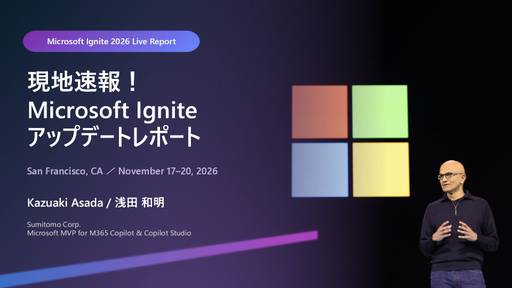 Microsoft Ignite 2026 Live Report
現地速報！
Microsoft Ignite
アップデートレポート
San Francisco, CA ／ November 17–20, 2026
Kazuaki Asada / 浅田 和明
Sumitomo Corp.
Microsoft MVP for M365 Copilot & Copilot Studio